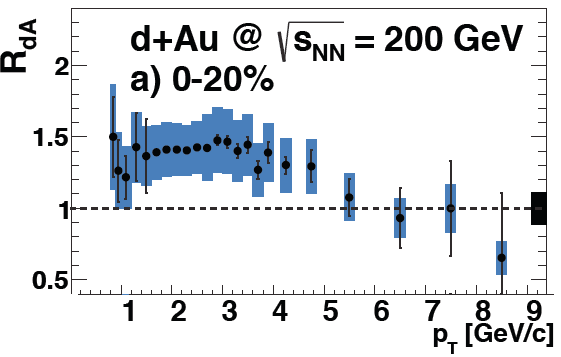 R_dA
d+Au @ √s_NN = 200 GeV
a) 0-20%
2
1.5
1
0.5
1 2 3 4 5 6 7 8 9
p_T [GeV/c]